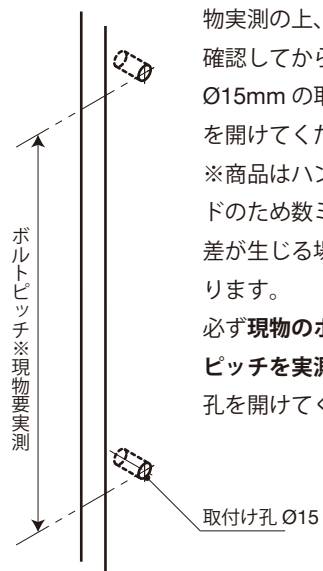 物実測の上、
確認してから
Ø15mm の取
を開けてくだ
※商品はハン
ドのため数ミ
差が生じる場
ります。
必ず現物のボ
ピッチを実測
孔を開けてく
ボルトピッチ※現物要実測
取付け孔 Ø15